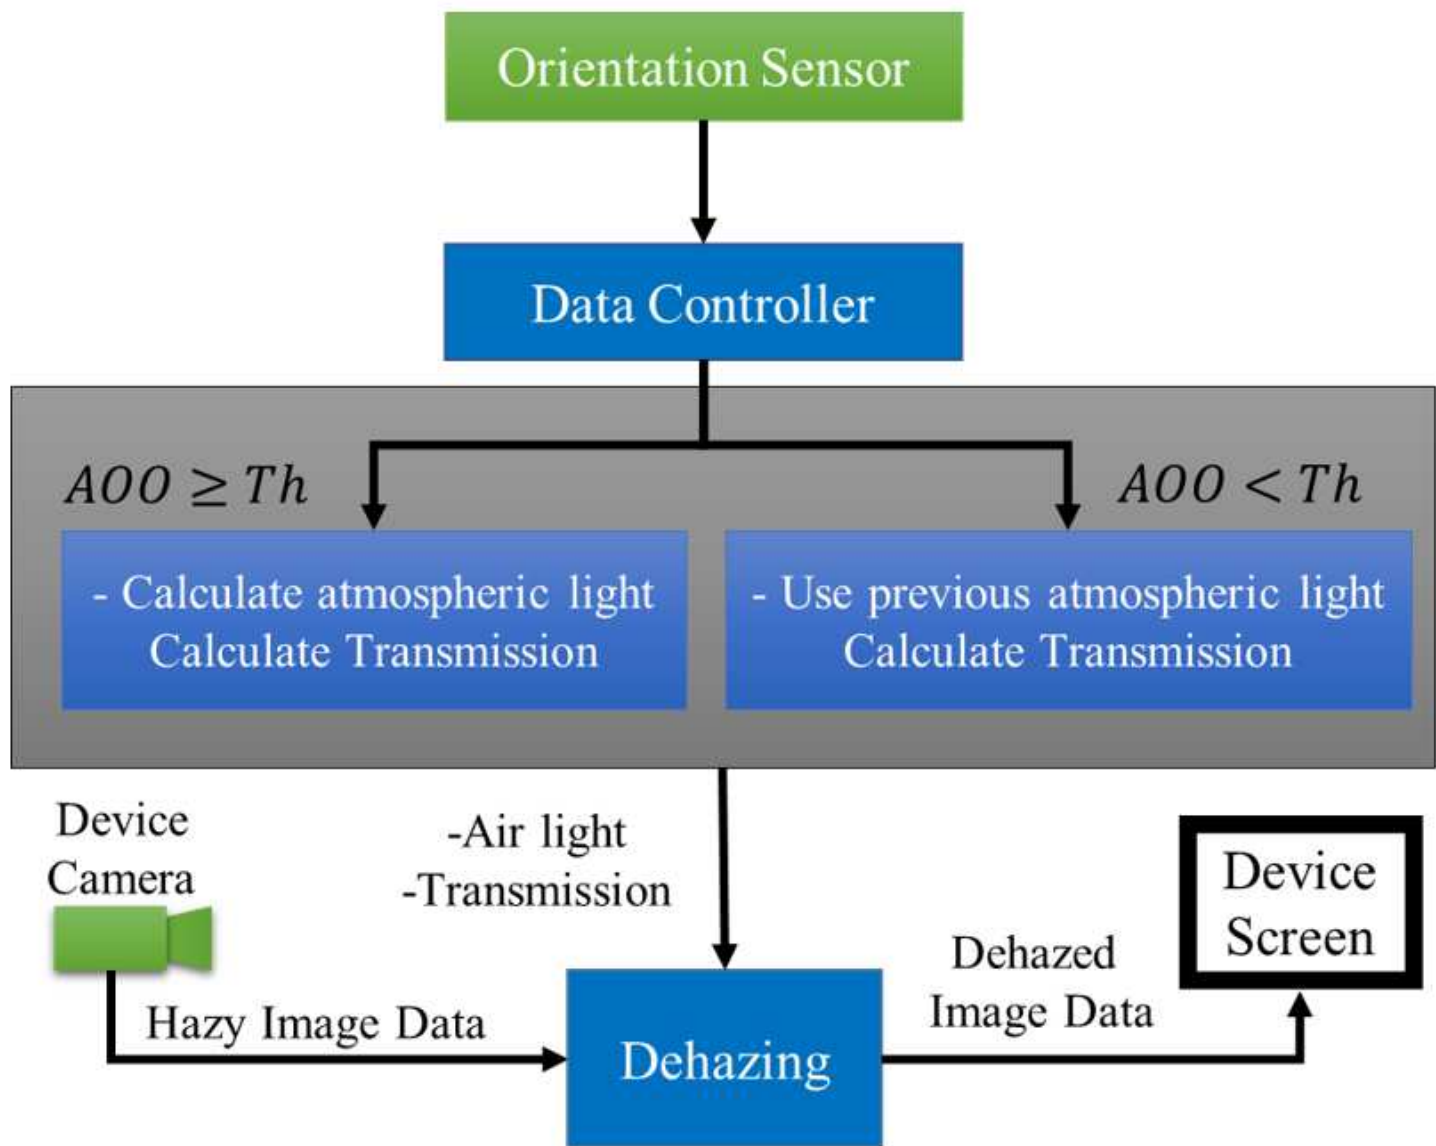 Orientation Sensor
Data Controller
AOO ≥ Th
AOO < Th
- Calculate atmospheric light
Calculate Transmission
- Use previous atmospheric light
Calculate Transmission
Device
Camera
-Air light
-Transmission
Device
Screen
Hazy Image Data
Dehazed
Image Data
Dehazing